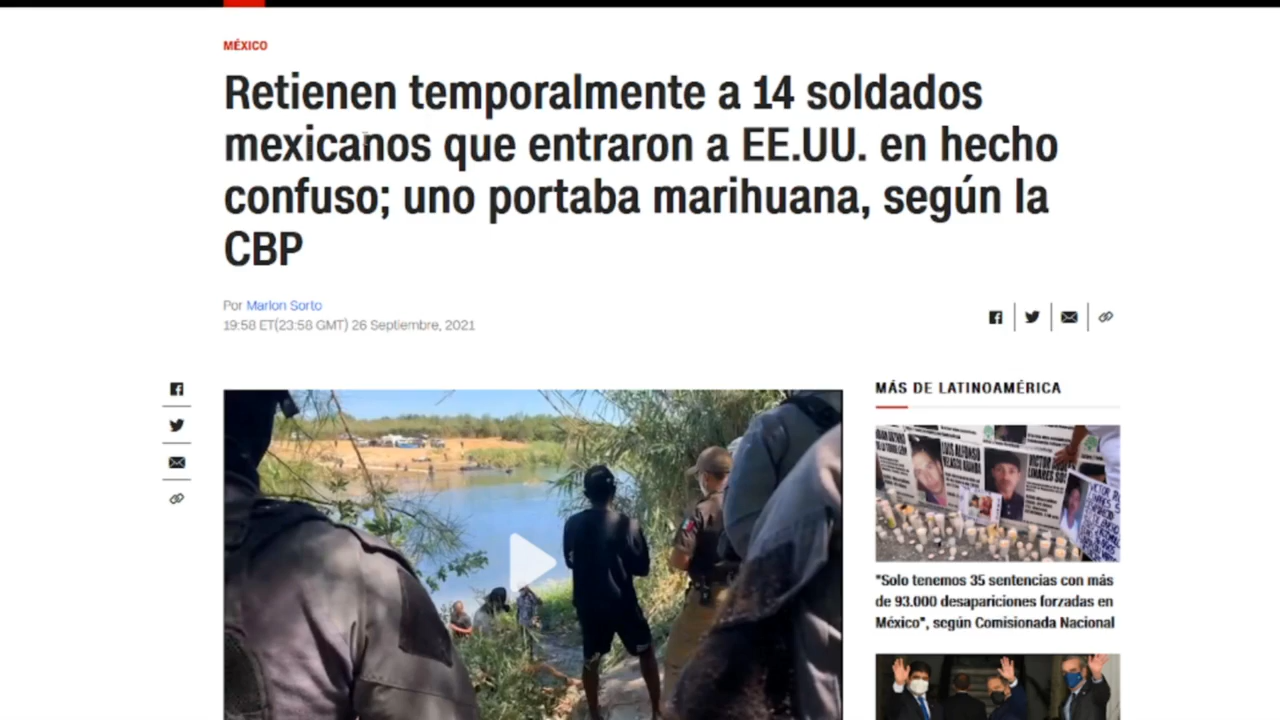 MÉXICO
Retienen temporalmente a 14 soldados
mexicanos que entraron a EE.UU. en hecho
confuso; uno portaba marihuana, según la
CBP
Por Marlon Sorto
19:58 ET(23:58 GMT) 26 Septiembre, 2021
MÁS DE LATINOAMÉRICA
LUIS ALFONSO
"Solo tenemos 35 sentencias con más
de 93.000 desapariciones forzadas en
México", según Comisionada Nacional